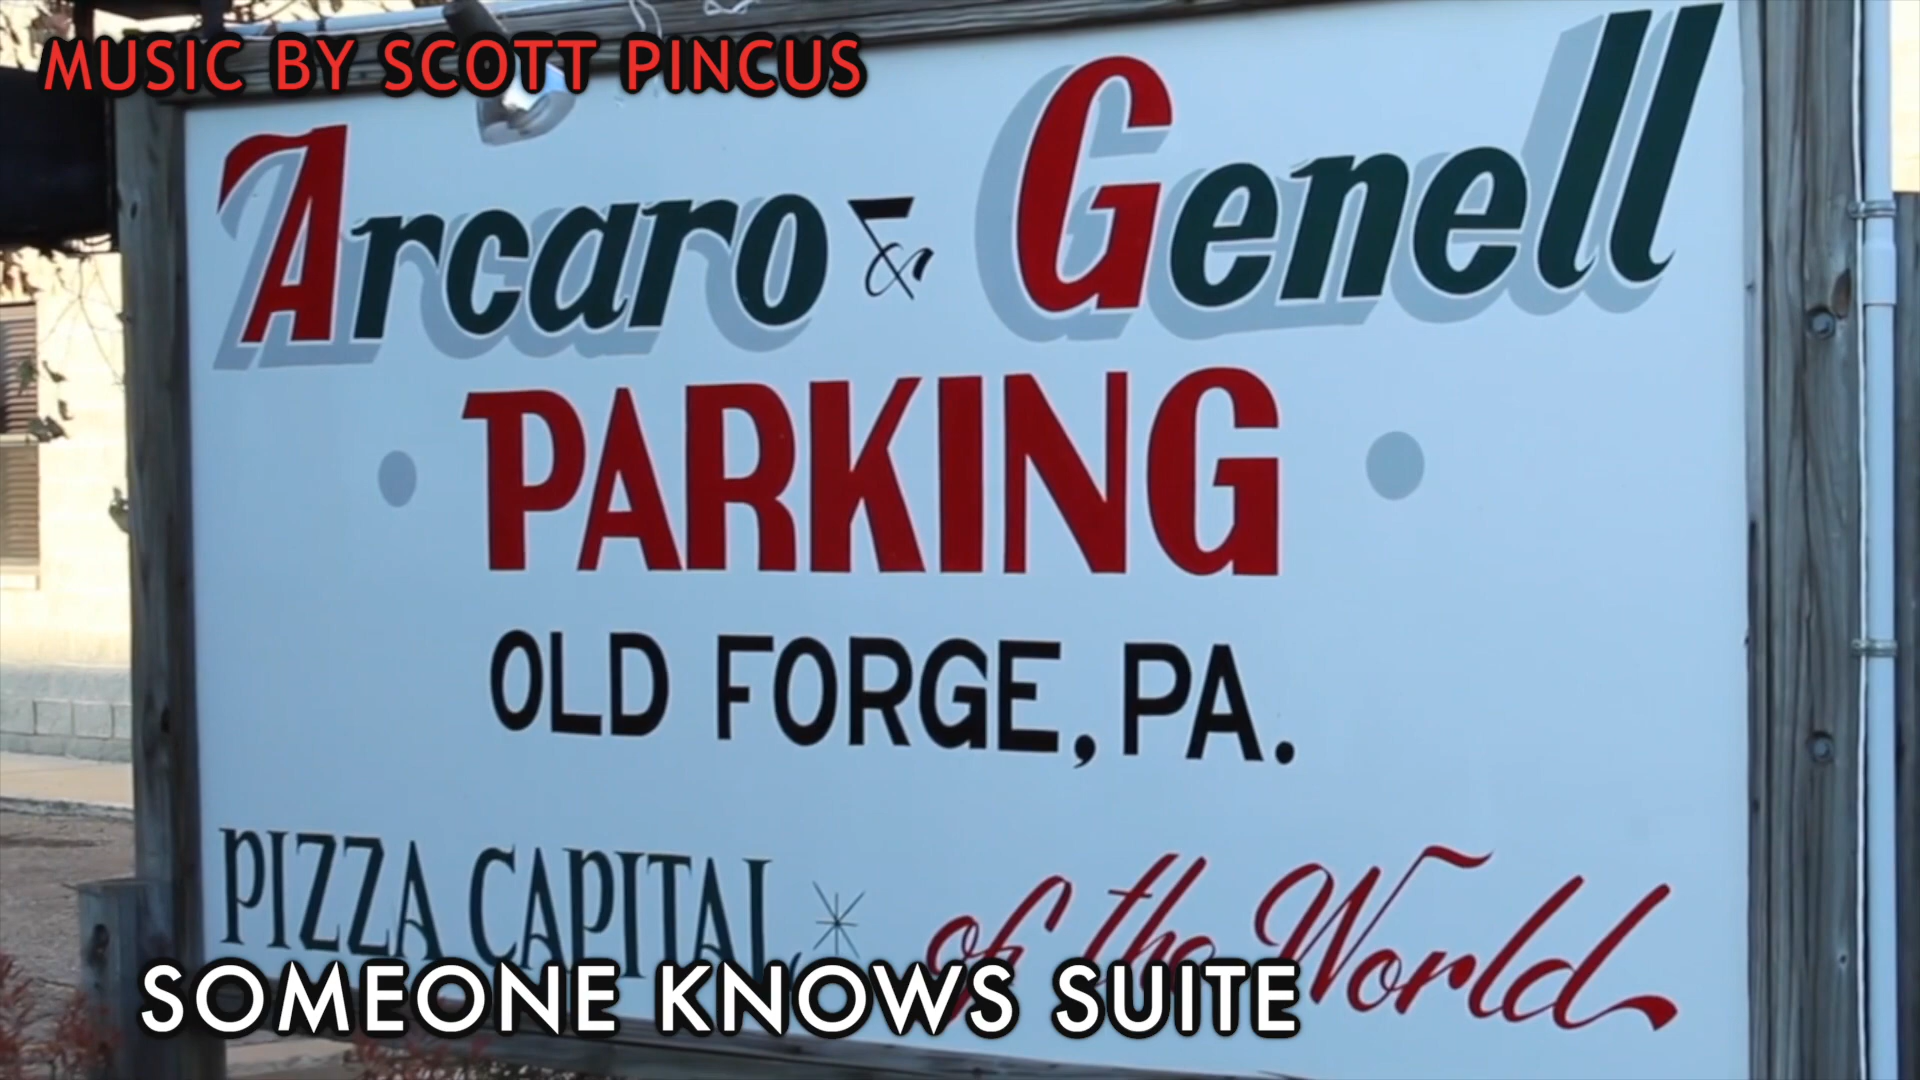 MUSIC BY SCOTT PINCUS
Arcaro & Genell
PARKING
OLD FORGE, PA.
PIZZA CAPITAL of the World
SOMEONE KNOWS SUITE